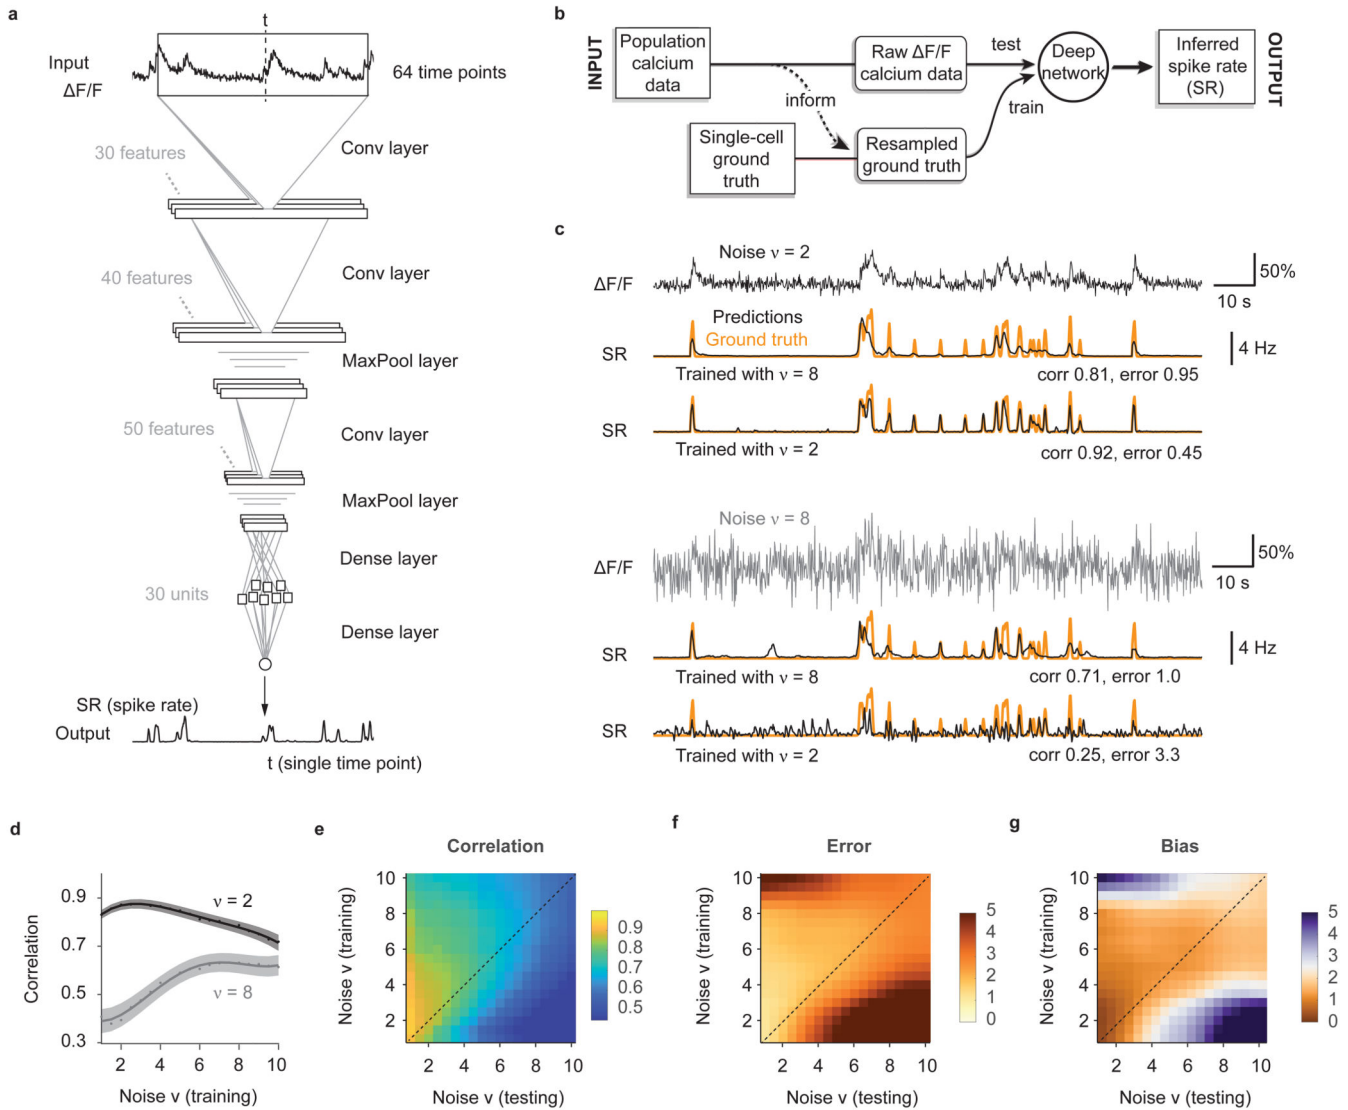 a
t
Input
ΔF/F
64 time points
Conv layer
30 features
Conv layer
40 features
MaxPool layer
Conv layer
50 features
MaxPool layer
Dense layer
30 units
Dense layer
SR (spike rate)
Output
t (single time point)
b
INPUT
Population
calcium
data
Raw ΔF/F
calcium data
test
Deep
network
Inferred
spike rate
(SR)
OUTPUT
inform
train
Single-cell
ground
truth
Resampled
ground truth
c
Noise ν = 2
ΔF/F
50%
10 s
Predictions
Ground truth
SR
4 Hz
Trained with ν = 8
corr 0.81, error 0.95
SR
Trained with ν = 2
corr 0.92, error 0.45
Noise ν = 8
ΔF/F
50%
10 s
SR
4 Hz
Trained with ν = 8
corr 0.71, error 1.0
SR
Trained with ν = 2
corr 0.25, error 3.3
d
Correlation
0.9
0.7
0.5
0.3
ν = 2
ν = 8
2 4 6 8 10
Noise ν (training)
e
Correlation
Noise ν (training)
10
8
6
4
2
2 4 6 8 10
Noise ν (testing)
0.9
0.8
0.7
0.6
0.5
f
Error
Noise ν (training)
10
8
6
4
2
2 4 6 8 10
Noise ν (testing)
5
4
3
2
1
0
g
Bias
Noise ν (training)
10
8
6
4
2
2 4 6 8 10
Noise ν (testing)
5
4
3
2
1
0